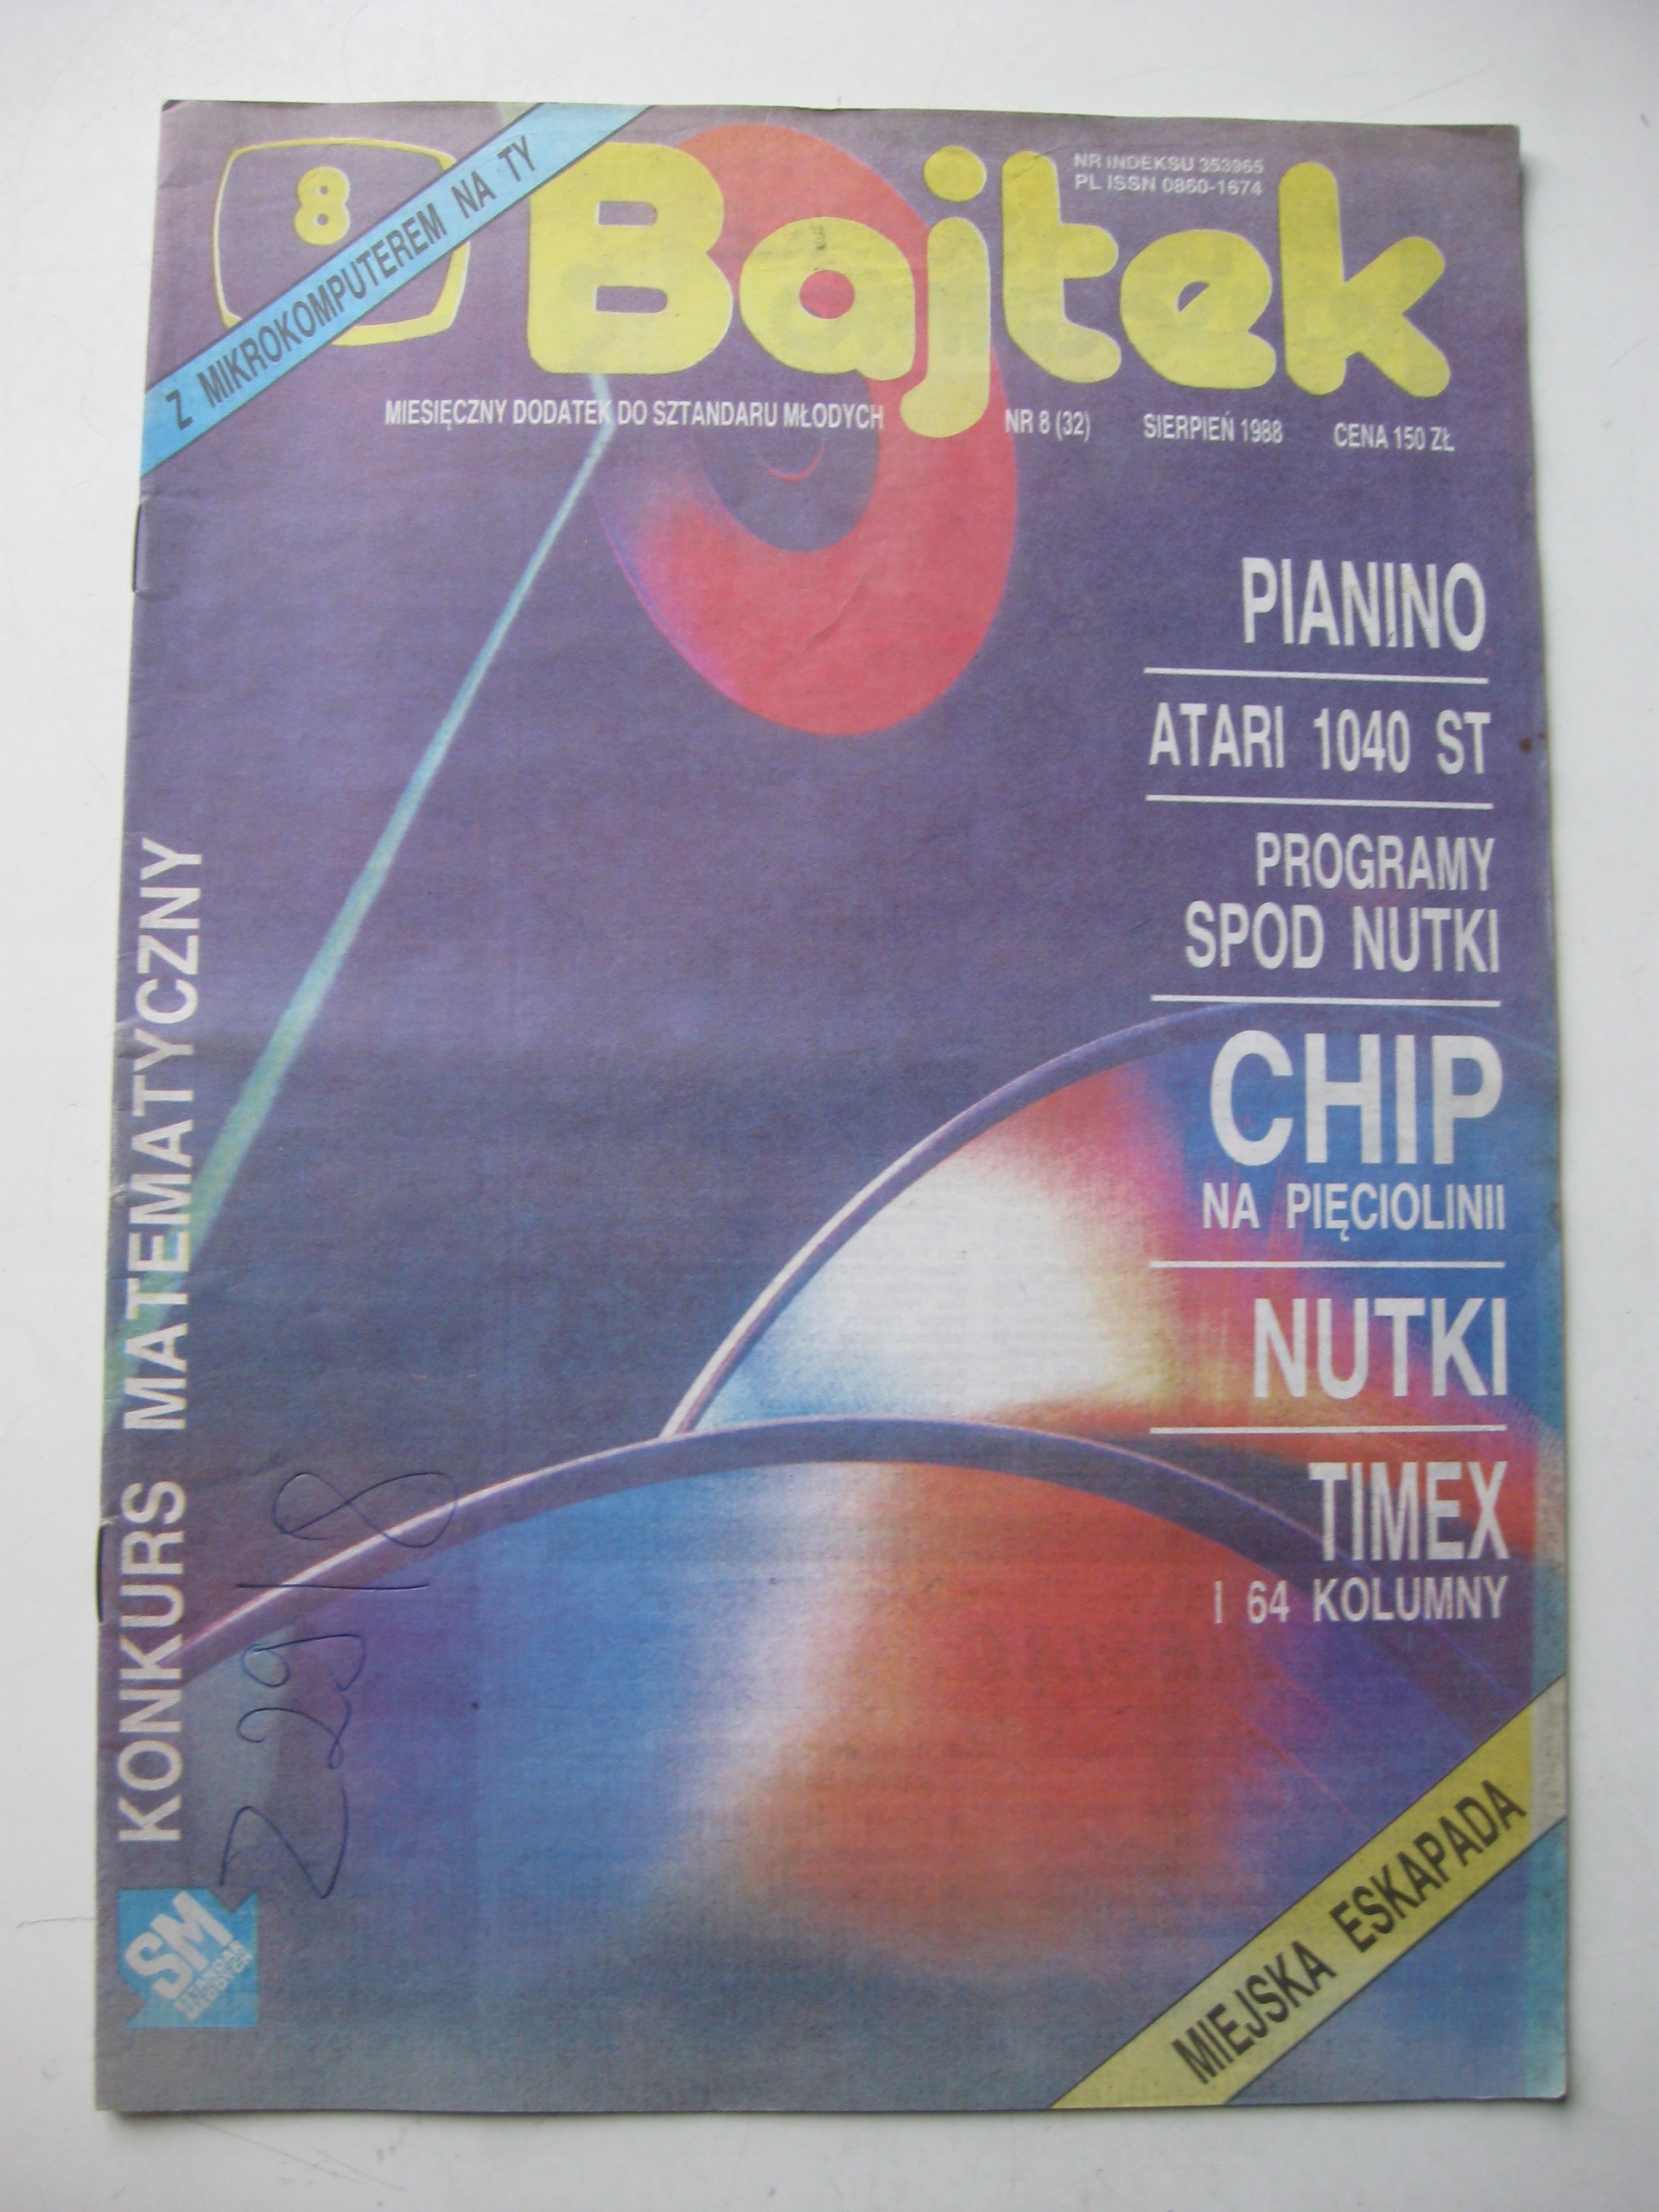 8
Z MIKROKOMPUTEREM NA TY
Bajtek
NR INDEKSU 353965
PL ISSN 0860-1674
MIESIĘCZNY DODATEK DO SZTANDARU MŁODYCH
NR 8 (32)
SIERPIEŃ 1988
CENA 150 ZŁ
PIANINO
ATARI 1040 ST
PROGRAMY
SPOD NUTKI
CHIP
NA PIĘCIOLINII
NUTKI
TIMEX
I 64 KOLUMNY
KONKURS MATEMATYCZNY
SM
SZTANDAR
MŁODYCH
MIEJSKA ESKAPADA